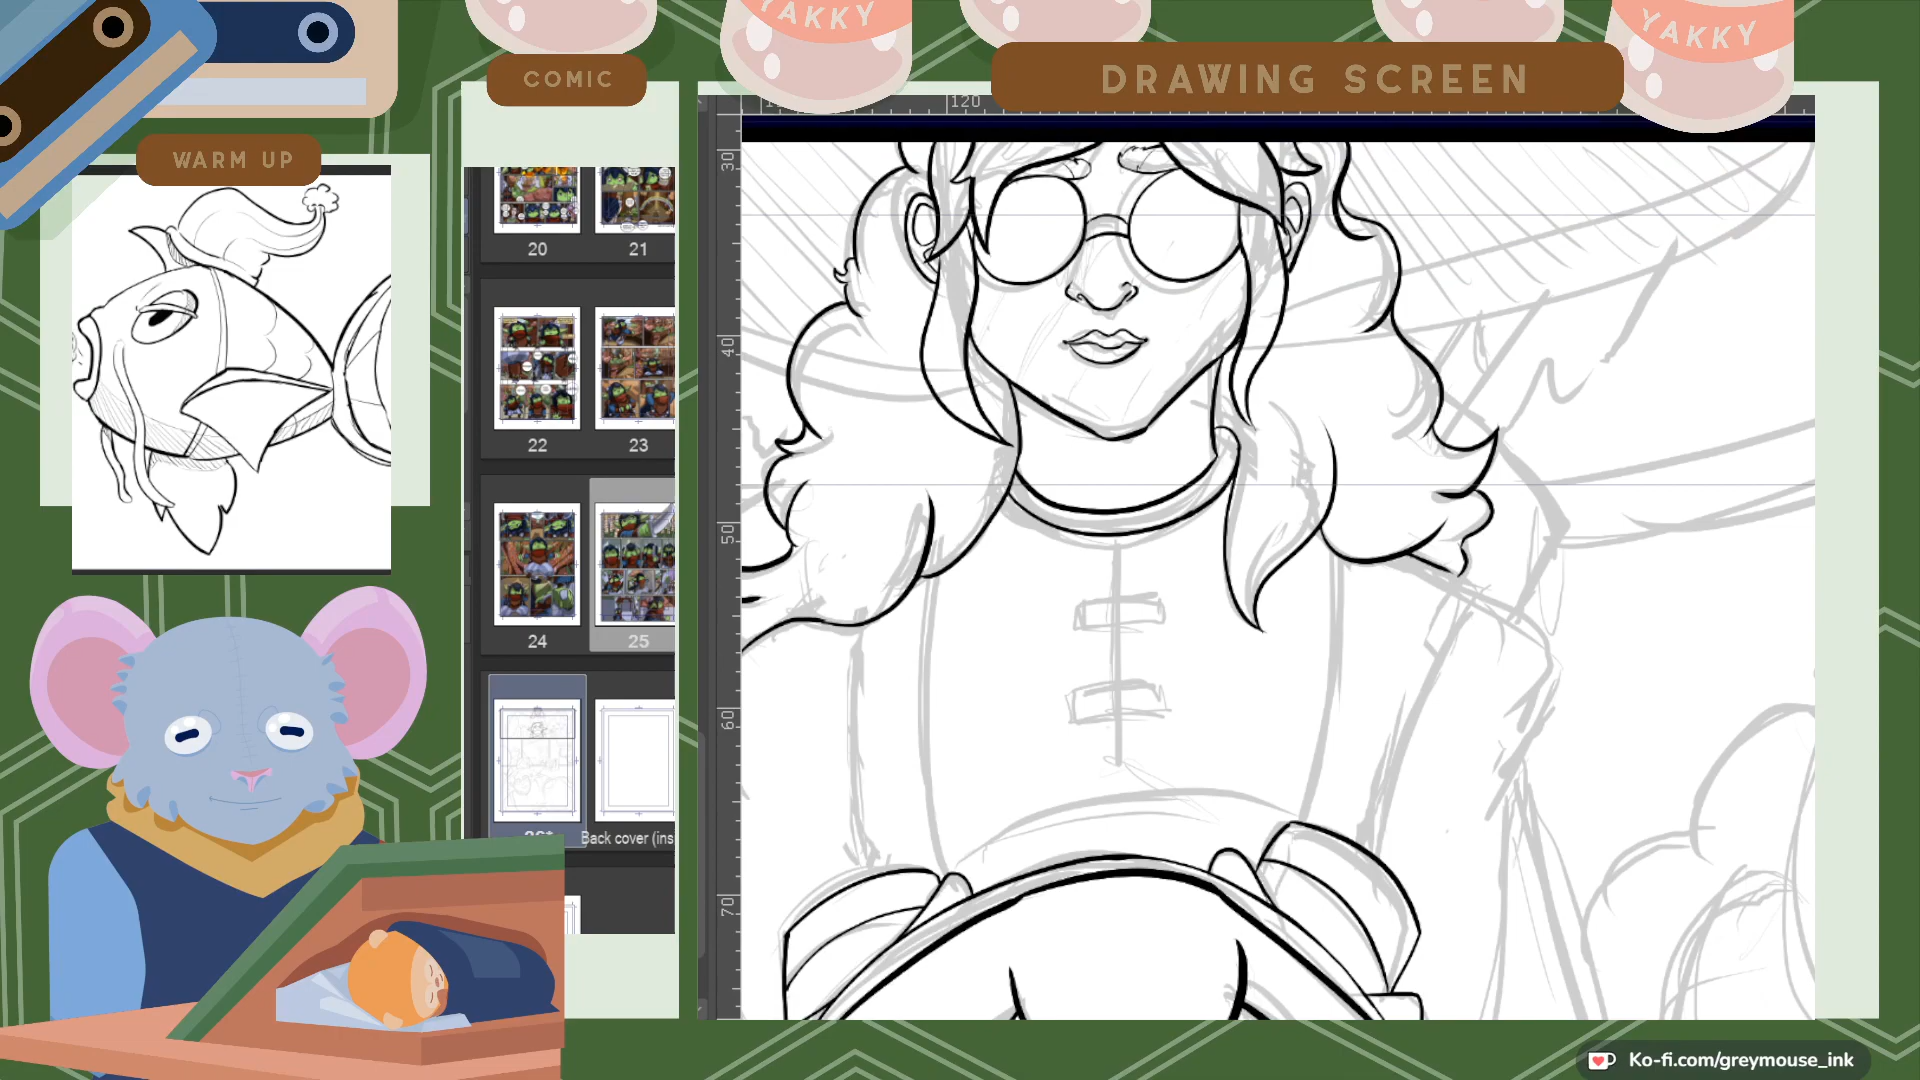 YAKKY
YAKKY
COMIC
DRAWING SCREEN
WARM UP
120
30
40
50
60
70
20
21
22
23
24
25
Back cover (ins
Ko-fi.com/greymouse_ink